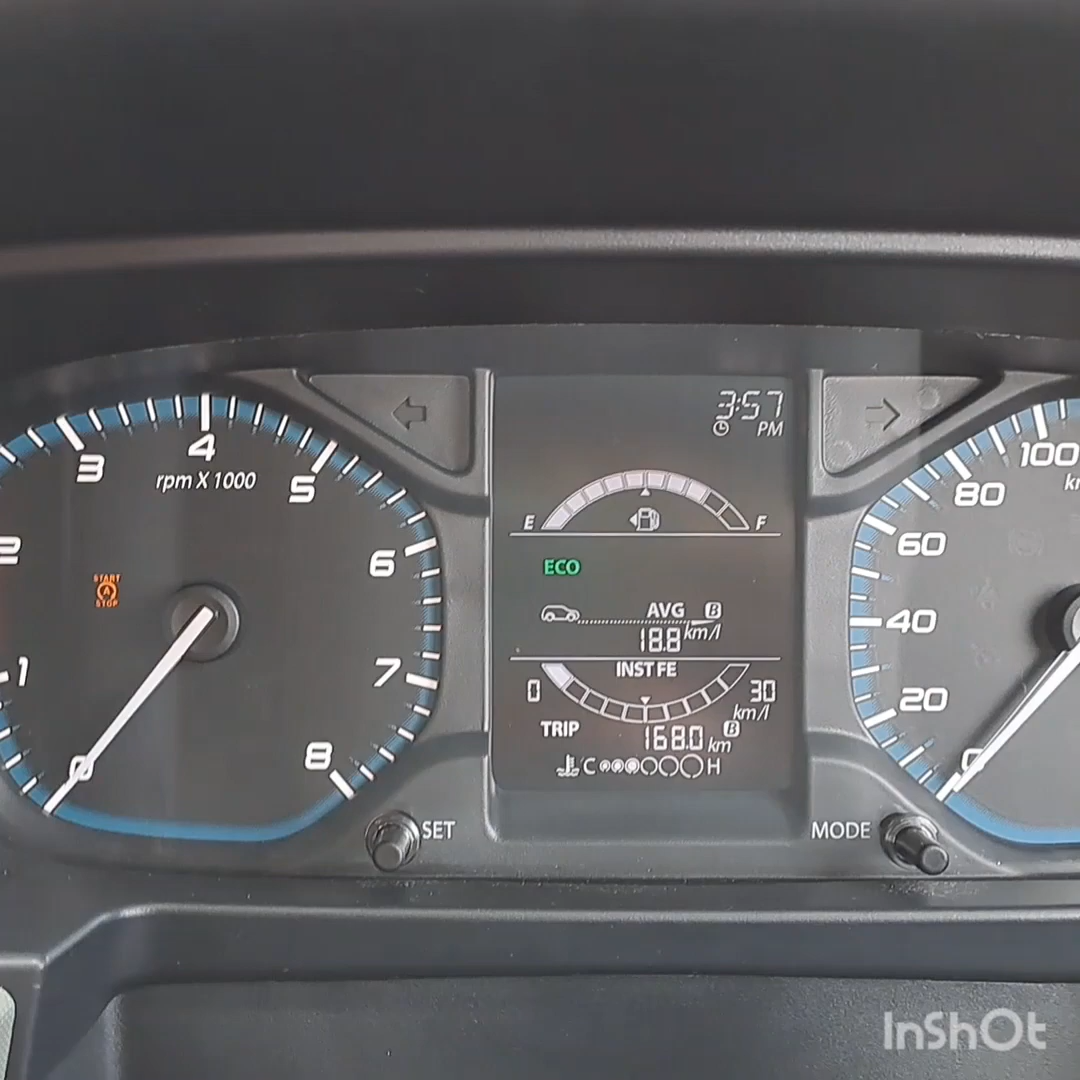 3:57
PM
4
3
5
rpm X 1000
2
6
START
A
STOP
1
7
0
8
E
F
ECO
AVG B
18.8 km/l
INST FE
0
30
km/l
TRIP
168.0 km B
C
H
SET
MODE
100
80
60
40
20
0
InShOt